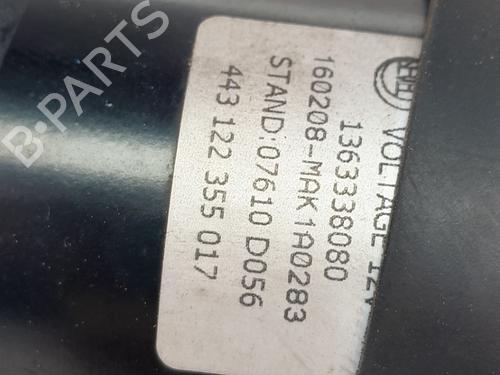 VOLTAGE 12V
1363338080
160208-MAK1A0283
STAND:07610 D056
443 122 355 017
B-PARTS